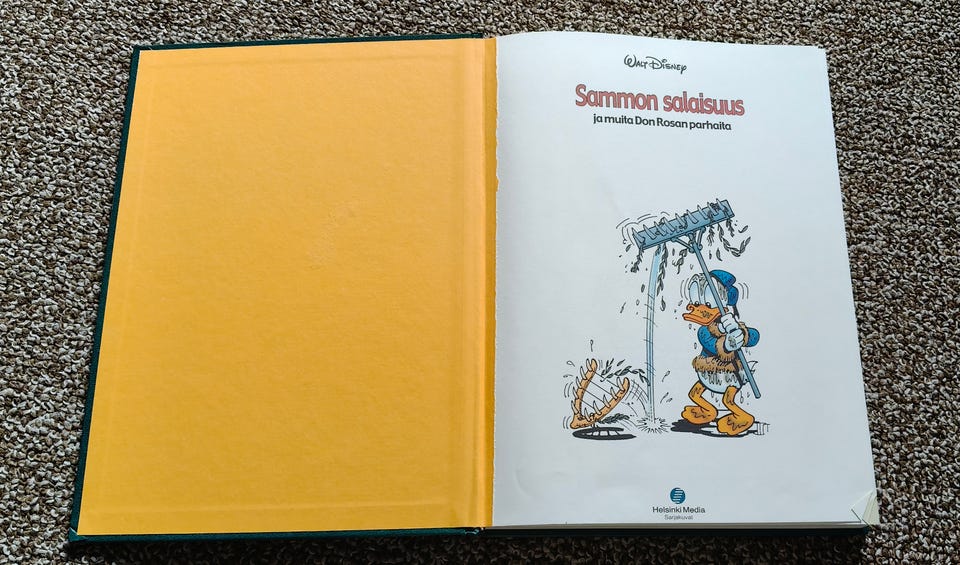 Walt Disney
Sammon salaisuus
ja muita Don Rosan parhaita
Helsinki Media
Sarjakuvat